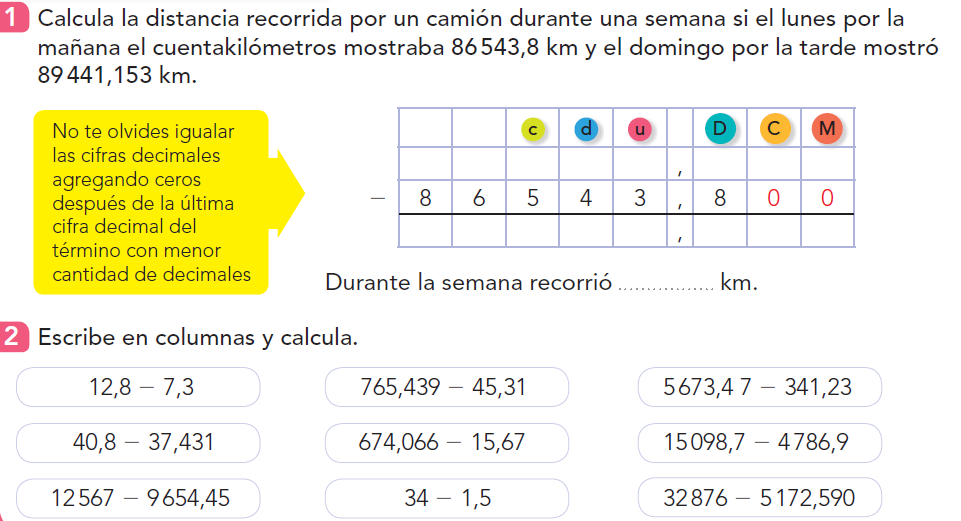 1 Calcula la distancia recorrida por un camión durante una semana si el lunes por la
mañana el cuentakilómetros mostraba 86 543,8 km y el domingo por la tarde mostró
89 441,153 km.
No te olvides igualar
las cifras decimales
agregando ceros
después de la última
cifra decimal del
término con menor
cantidad de decimales
c d u D C M
,
− 8 6 5 4 3 , 8 0 0
,
Durante la semana recorrió ................. km.
2 Escribe en columnas y calcula.
12,8 − 7,3 765,439 − 45,31 5 673,4 7 − 341,23
40,8 − 37,431 674,066 − 15,67 15 098,7 − 4 786,9
12 567 − 9 654,45 34 − 1,5 32 876 − 5 172,590